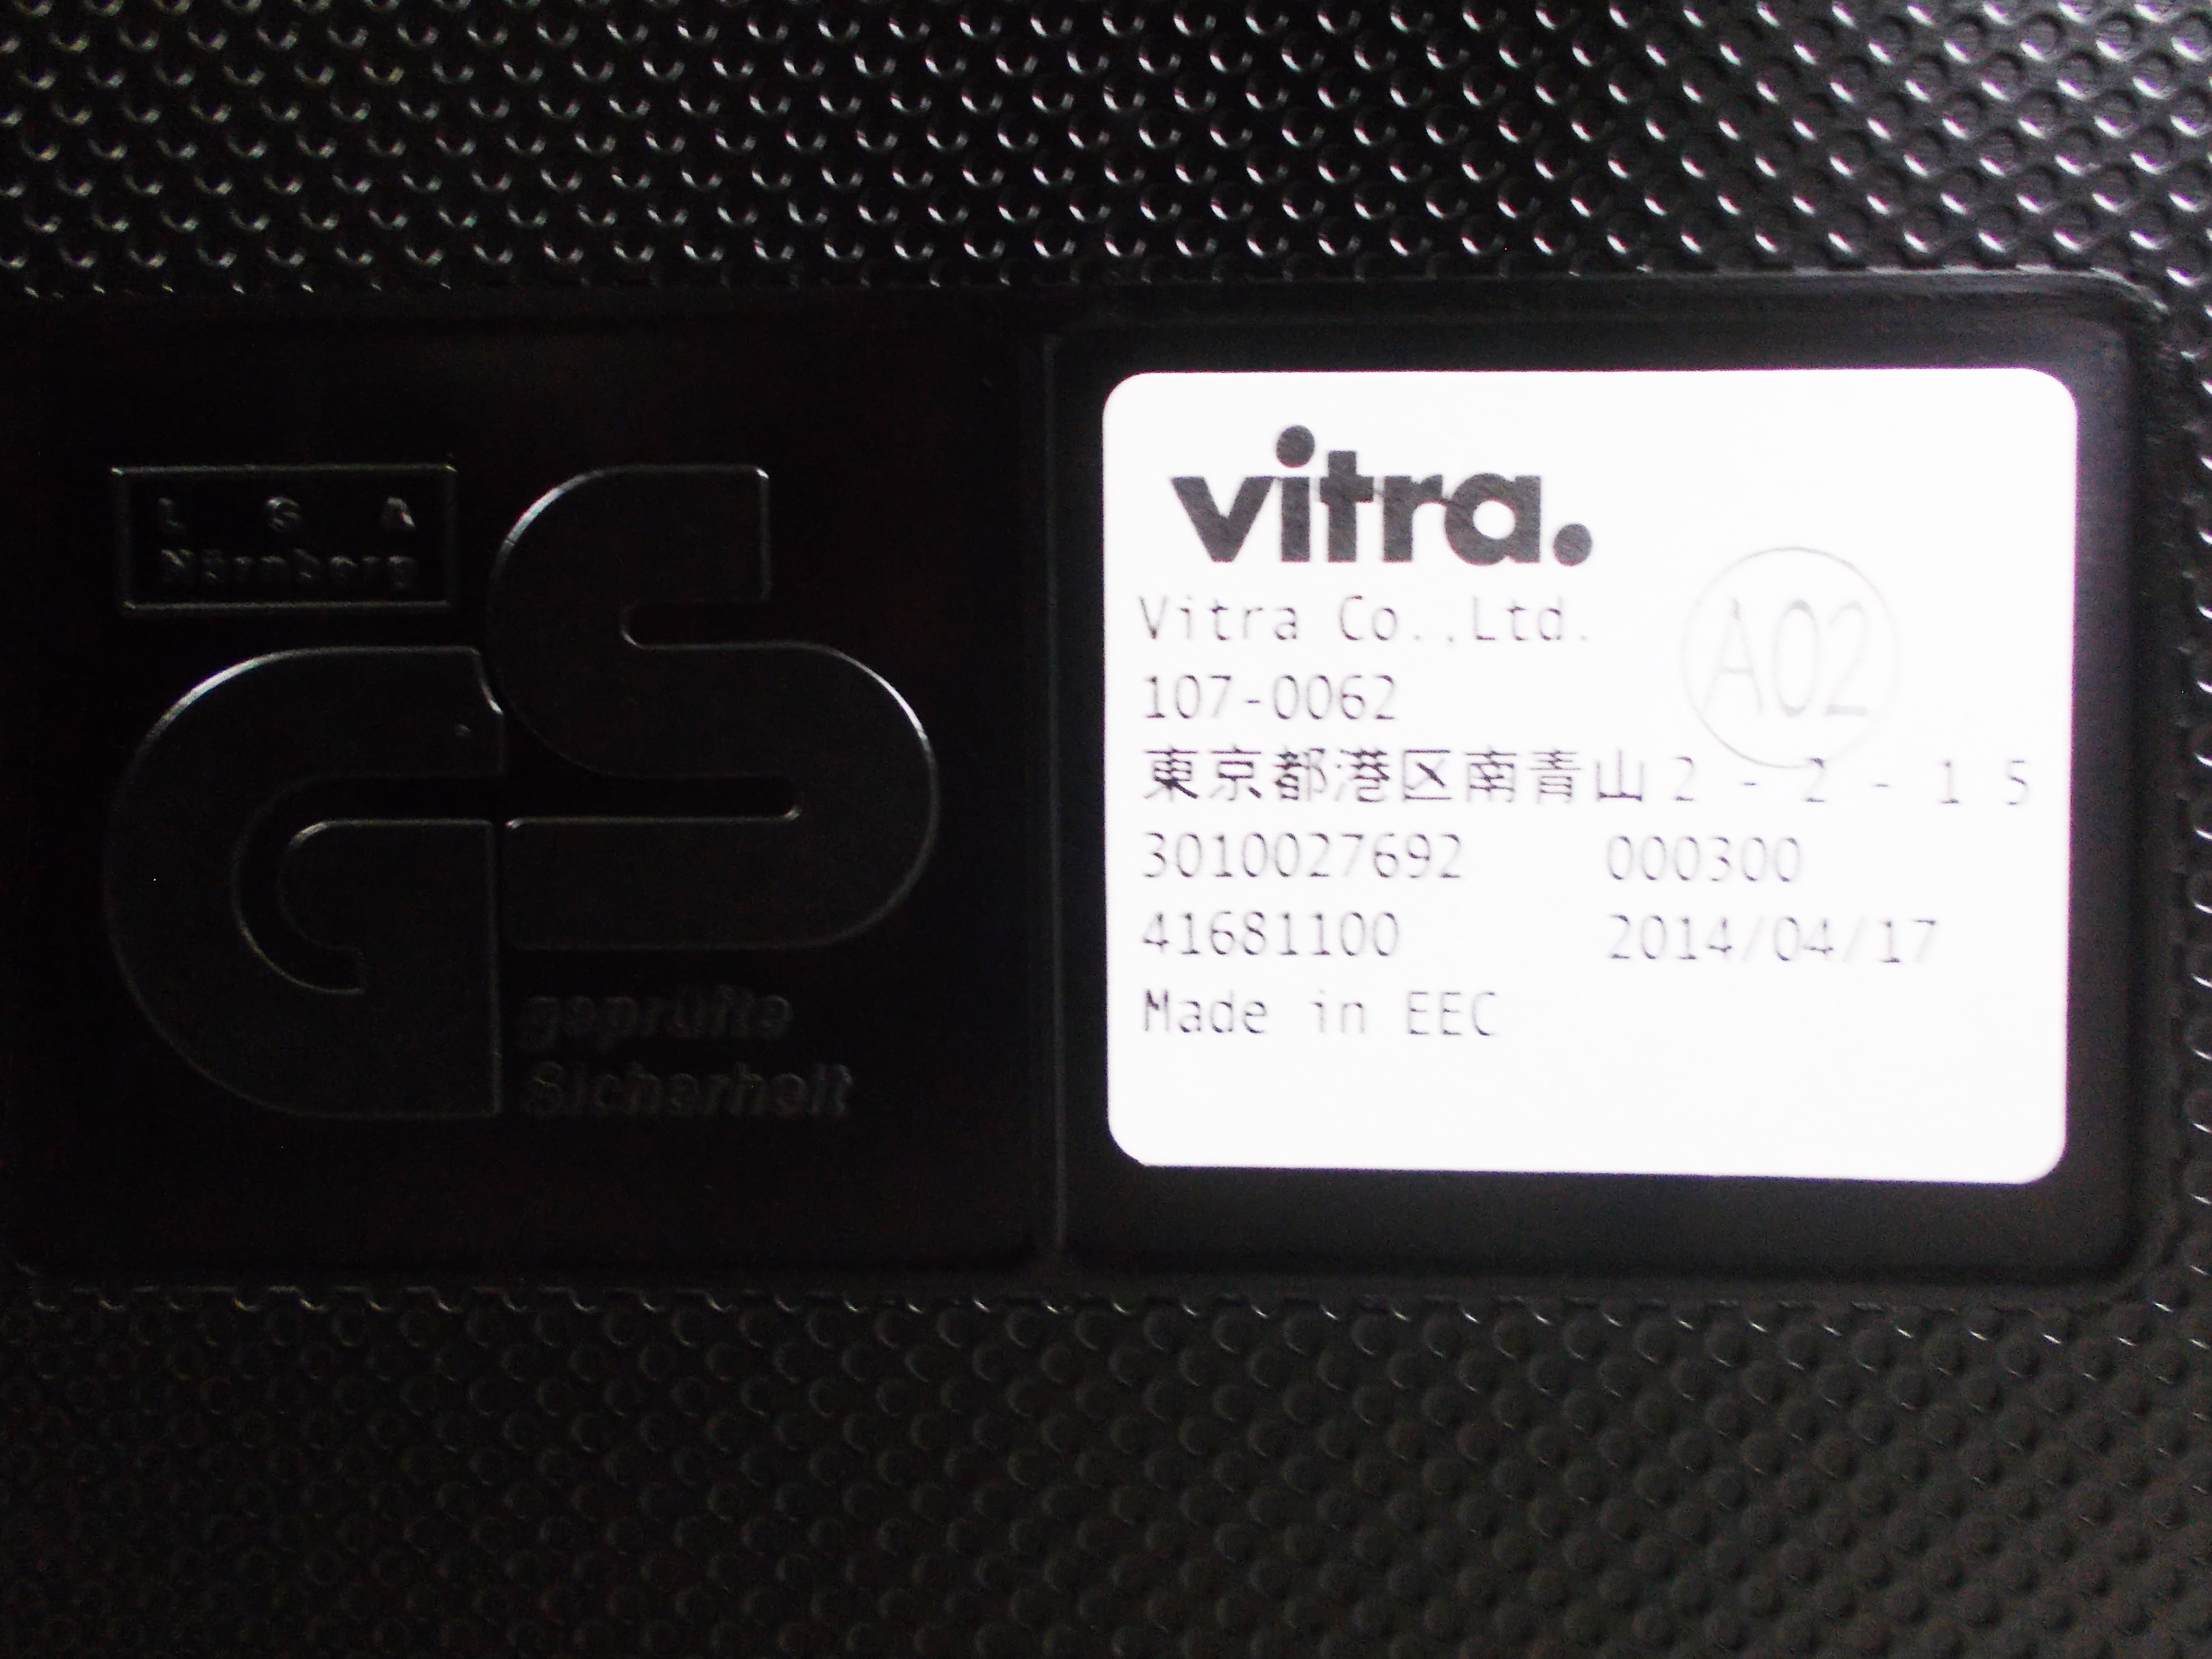 L G A
Nürnberg
GS
geprüfte
Sicherheit
vitra.
Vitra Co.,Ltd.
A02
107-0062
東京都港区南青山2-2-15
3010027692 000300
41681100 2014/04/17
Made in EEC